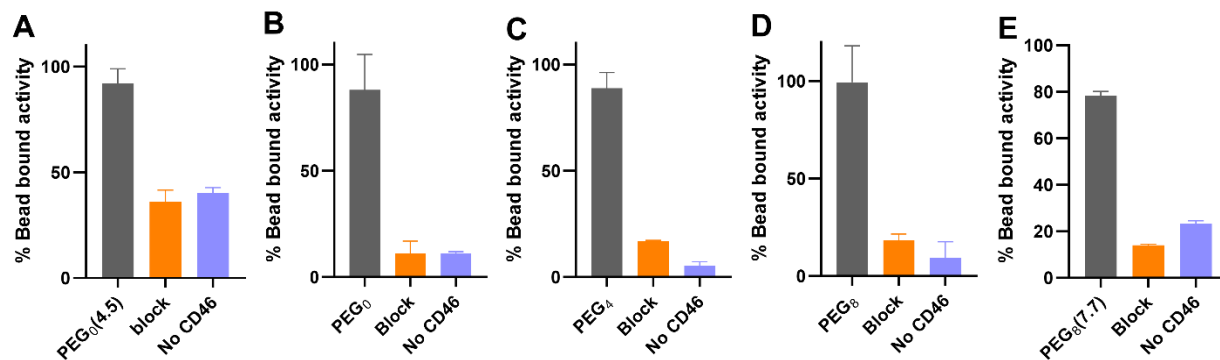 A
% Bead bound activity
100
50
0
PEG₀(4.5)
block
No CD46
B
% Bead bound activity
100
50
0
PEG₀
Block
No CD46
C
% Bead bound activity
100
50
0
PEG₄
Block
No CD46
D
% Bead bound activity
100
50
0
PEG₈
Block
No CD46
E
% Bead bound activity
100
80
60
40
20
0
PEG₈(7.7)
Block
No CD46